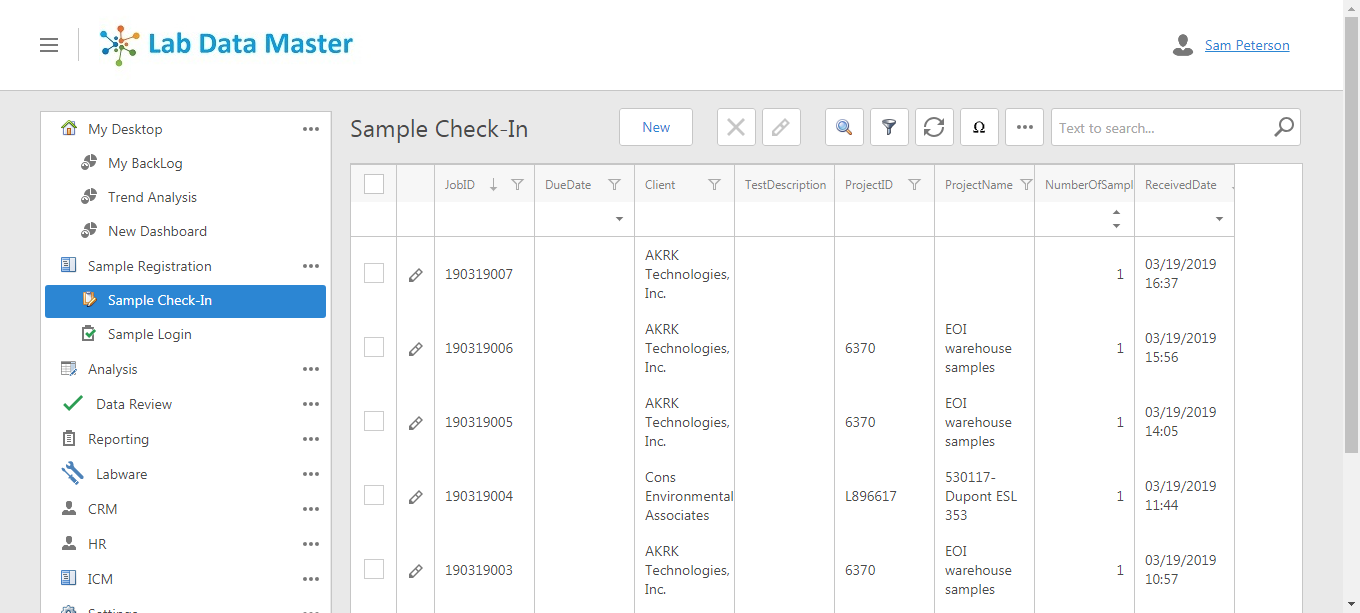 Lab Data Master
Sam Peterson
My Desktop
My BackLog
Trend Analysis
New Dashboard
Sample Registration
Sample Check-In
Sample Login
Analysis
Data Review
Reporting
Labware
CRM
HR
ICM
Settings
Sample Check-In
New
Ω
Text to search...
JobID DueDate Client TestDescription ProjectID ProjectName NumberOfSampl ReceivedDate
190319007
AKRK
Technologies,
Inc.
1
03/19/2019
16:37
190319006
AKRK
Technologies,
Inc.
6370
EOI
warehouse
samples
1
03/19/2019
15:56
190319005
AKRK
Technologies,
Inc.
6370
EOI
warehouse
samples
1
03/19/2019
14:05
190319004
Cons
Environmental
Associates
L896617
530117-
Dupont ESL
353
1
03/19/2019
11:44
190319003
AKRK
Technologies,
Inc.
6370
EOI
warehouse
samples
1
03/19/2019
10:57